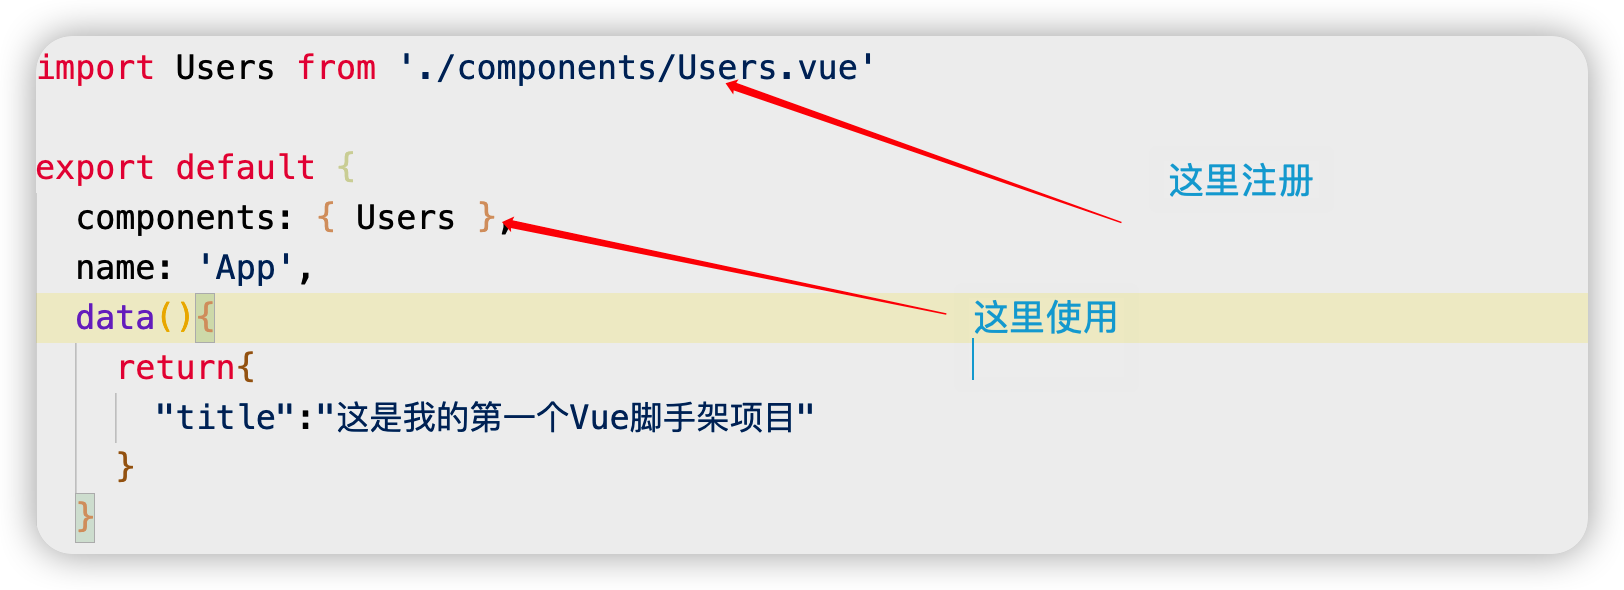 import Users from './components/Users.vue'
export default {
这里注册
components: { Users },
name: 'App',
data(){
这里使用
return{
"title":"这是我的第一个Vue脚手架项目"
}
}